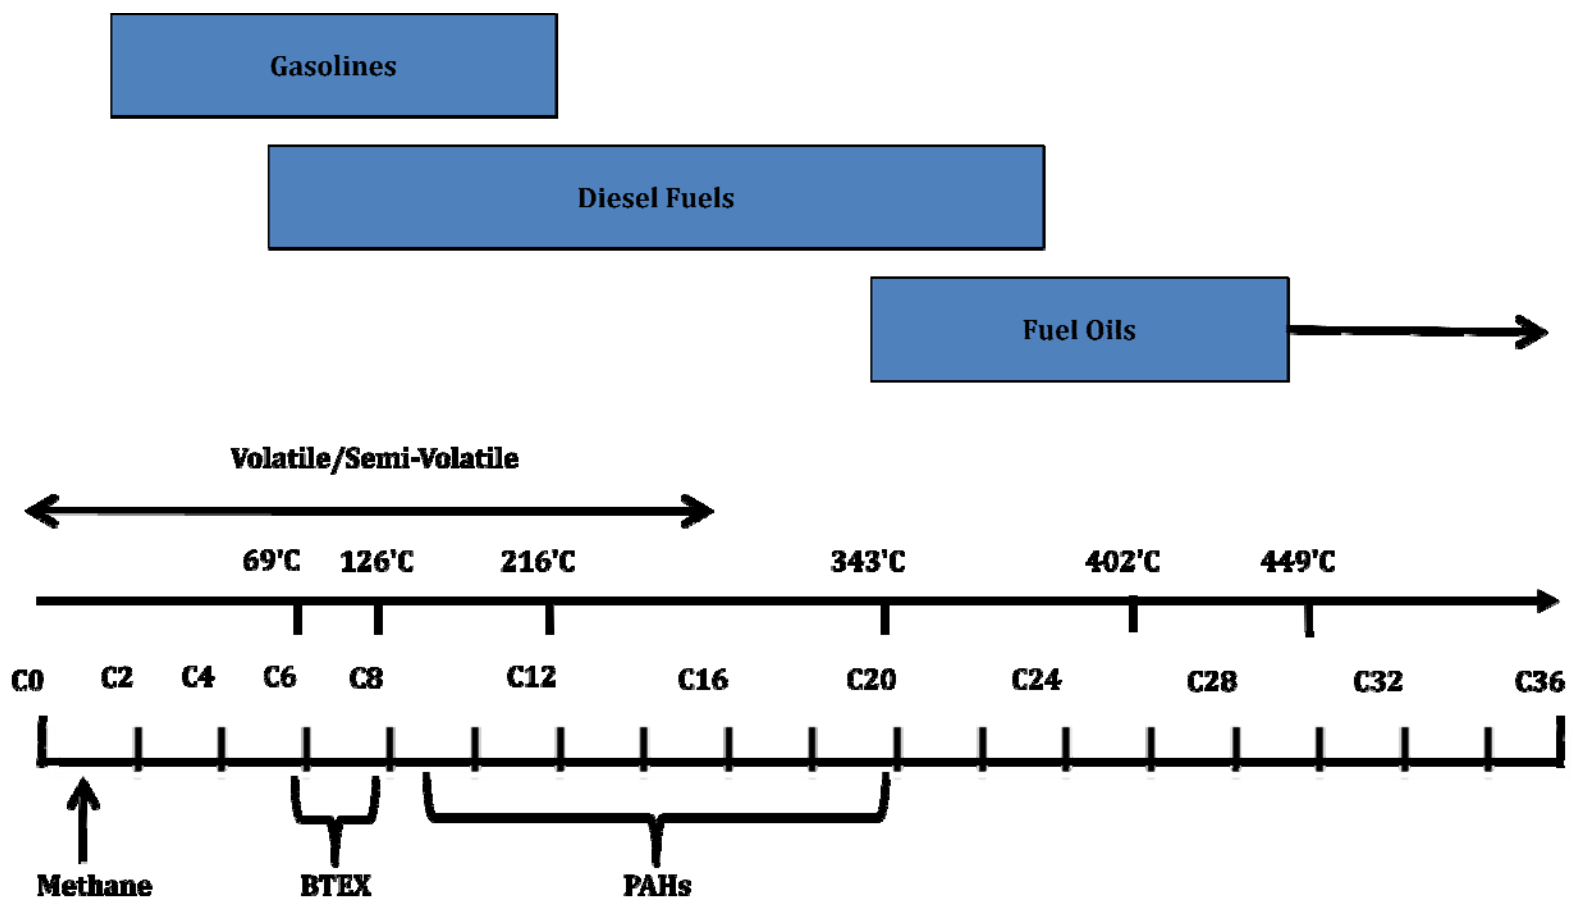 Gasolines
Diesel Fuels
Fuel Oils
Volatile/Semi-Volatile
69'C 126'C 216'C 343'C 402'C 449'C
C0 C2 C4 C6 C8 C12 C16 C20 C24 C28 C32 C36
Methane BTEX PAHs